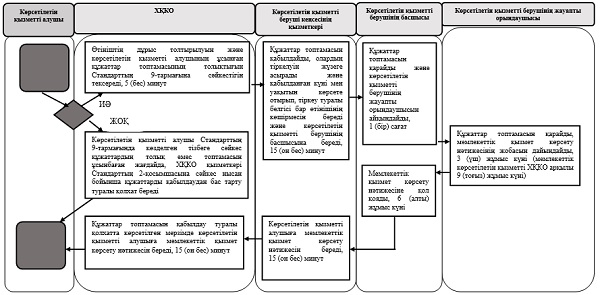 Көрсетілетін
қызметті алушы
ХҚКО
Көрсетілетін қызметті
беруші кеңсесінің
қызметкері
Көрсетілетін қызметті
берушінің басшысы
Көрсетілетін қызметті берушінің жауапты
орындаушысы
Өтініштің дұрыс толтырылуын және
көрсетілетін қызметті алушының ұсынған
құжаттар топтамасының толықтығын
Стандарттың 9-тармағына сәйкестігін
тексереді, 5 (бес) минут
ИӘ
ЖОҚ
Көрсетілетін қызметті алушы Стандарттың
9-тармағында көзделген тізбеге сәйкес
құжаттардың толық емес топтамасын
ұсынбаған жағдайда, ХҚКО қызметкері
Стандарттың 2-қосымшасына сәйкес нысан
бойынша құжаттарды қабылдаудан бас тарту
туралы қолхат береді
Құжаттар топтамасын қабылдау туралы
қолхатта көрсетілген мерзімде көрсетілетін
қызметті алушыға мемлекеттік қызмет
көрсету нәтижесін береді, 15 (он бес) минут
Құжаттар топтамасын
қабылдайды, олардың
тіркелуін жүзеге
асырады және
қабылданған күні мен
уақытын көрсете
отырып, тіркеу туралы
белгісі бар өтінішінің
көшірмесін береді
және көрсетілетін
қызметті берушінің
басшысына береді,
15 (он бес) минут
Көрсетілетін қызметті
алушыға мемлекеттік
қызмет көрсету
нәтижесін береді,
15 (он бес) минут
Құжаттар
топтамасын
қарайды және
көрсетілетін
қызметті
берушінің
жауапты
орындаушысын
айқындайды,
1 (бір) сағат
Мемлекеттік
қызмет көрсету
нәтижесіне қол
қояды, 6 (алты)
жұмыс күні
Құжаттар топтамасын қарайды,
мемлекеттік қызмет көрсету
нәтижесінің жобасын дайындайды,
3 (үш) жұмыс күні (мемлекеттік
көрсетілетін қызметті ХҚКО арқылы
9 (тоғыз) жұмыс күні)